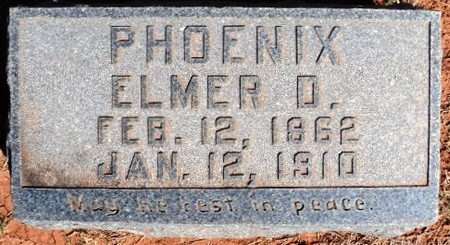 PHOENIX
ELMER D.
FEB. 12, 1862
JAN. 12, 1910
May he rest in peace.